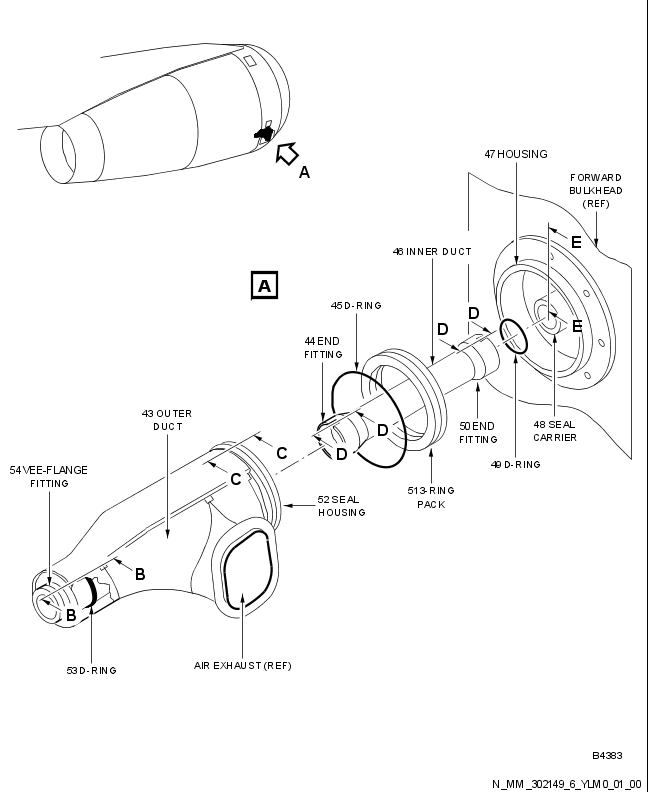 A
47 HOUSING
FORWARD
BULKHEAD
(REF)
E
46 INNER DUCT
A
45 D-RING
D
D
E
44 END
FITTING
43 OUTER
DUCT
D
50 END
FITTING
48 SEAL
CARRIER
C
D
49 D-RING
54 VEE-FLANGE
FITTING
C
52 SEAL
HOUSING
51 3-RING
PACK
B
B
53 D-RING
AIR EXHAUST (REF)
B4383
N_MM_302149_6_YLM0_01_00